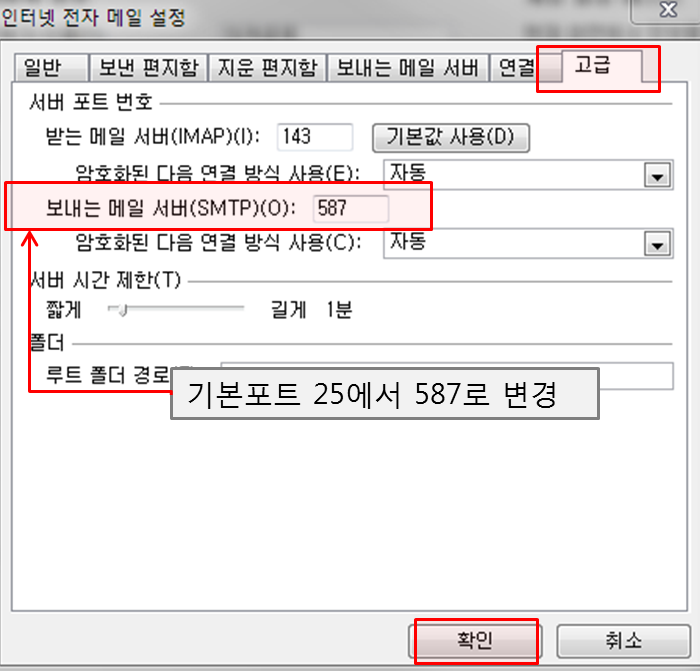 인터넷 전자 메일 설정
일반 보낸 편지함 지운 편지함 보내는 메일 서버 연결 고급
서버 포트 번호
받는 메일 서버(IMAP)(I): 143 기본값 사용(D)
암호화된 다음 연결 방식 사용(E): 자동
보내는 메일 서버(SMTP)(O): 587
암호화된 다음 연결 방식 사용(C): 자동
서버 시간 제한(T)
짧게 길게 1분
폴더
루트 폴더 경로
기본포트 25에서 587로 변경
확인 취소